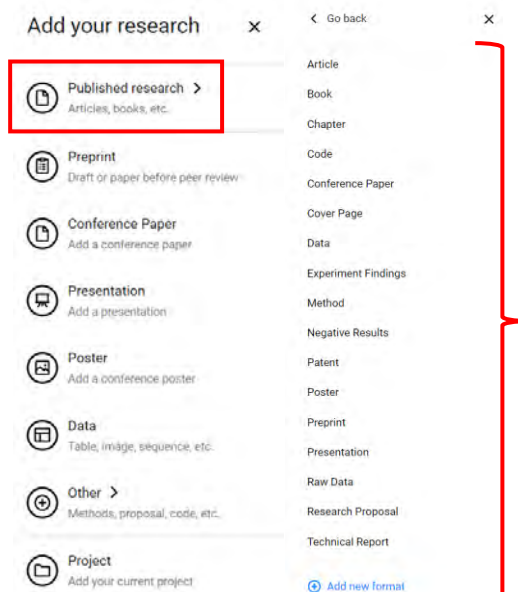 Add your research
Published research >
Articles, books, etc.
Preprint
Draft or paper before peer review
Conference Paper
Add a conference paper
Presentation
Add a presentation
Poster
Add a conference poster
Data
Table, image, sequence, etc.
Other >
Methods, proposal, code, etc.
Project
Add your current project
< Go back
Article
Book
Chapter
Code
Conference Paper
Cover Page
Data
Experiment Findings
Method
Negative Results
Patent
Poster
Preprint
Presentation
Raw Data
Research Proposal
Technical Report
Add new format